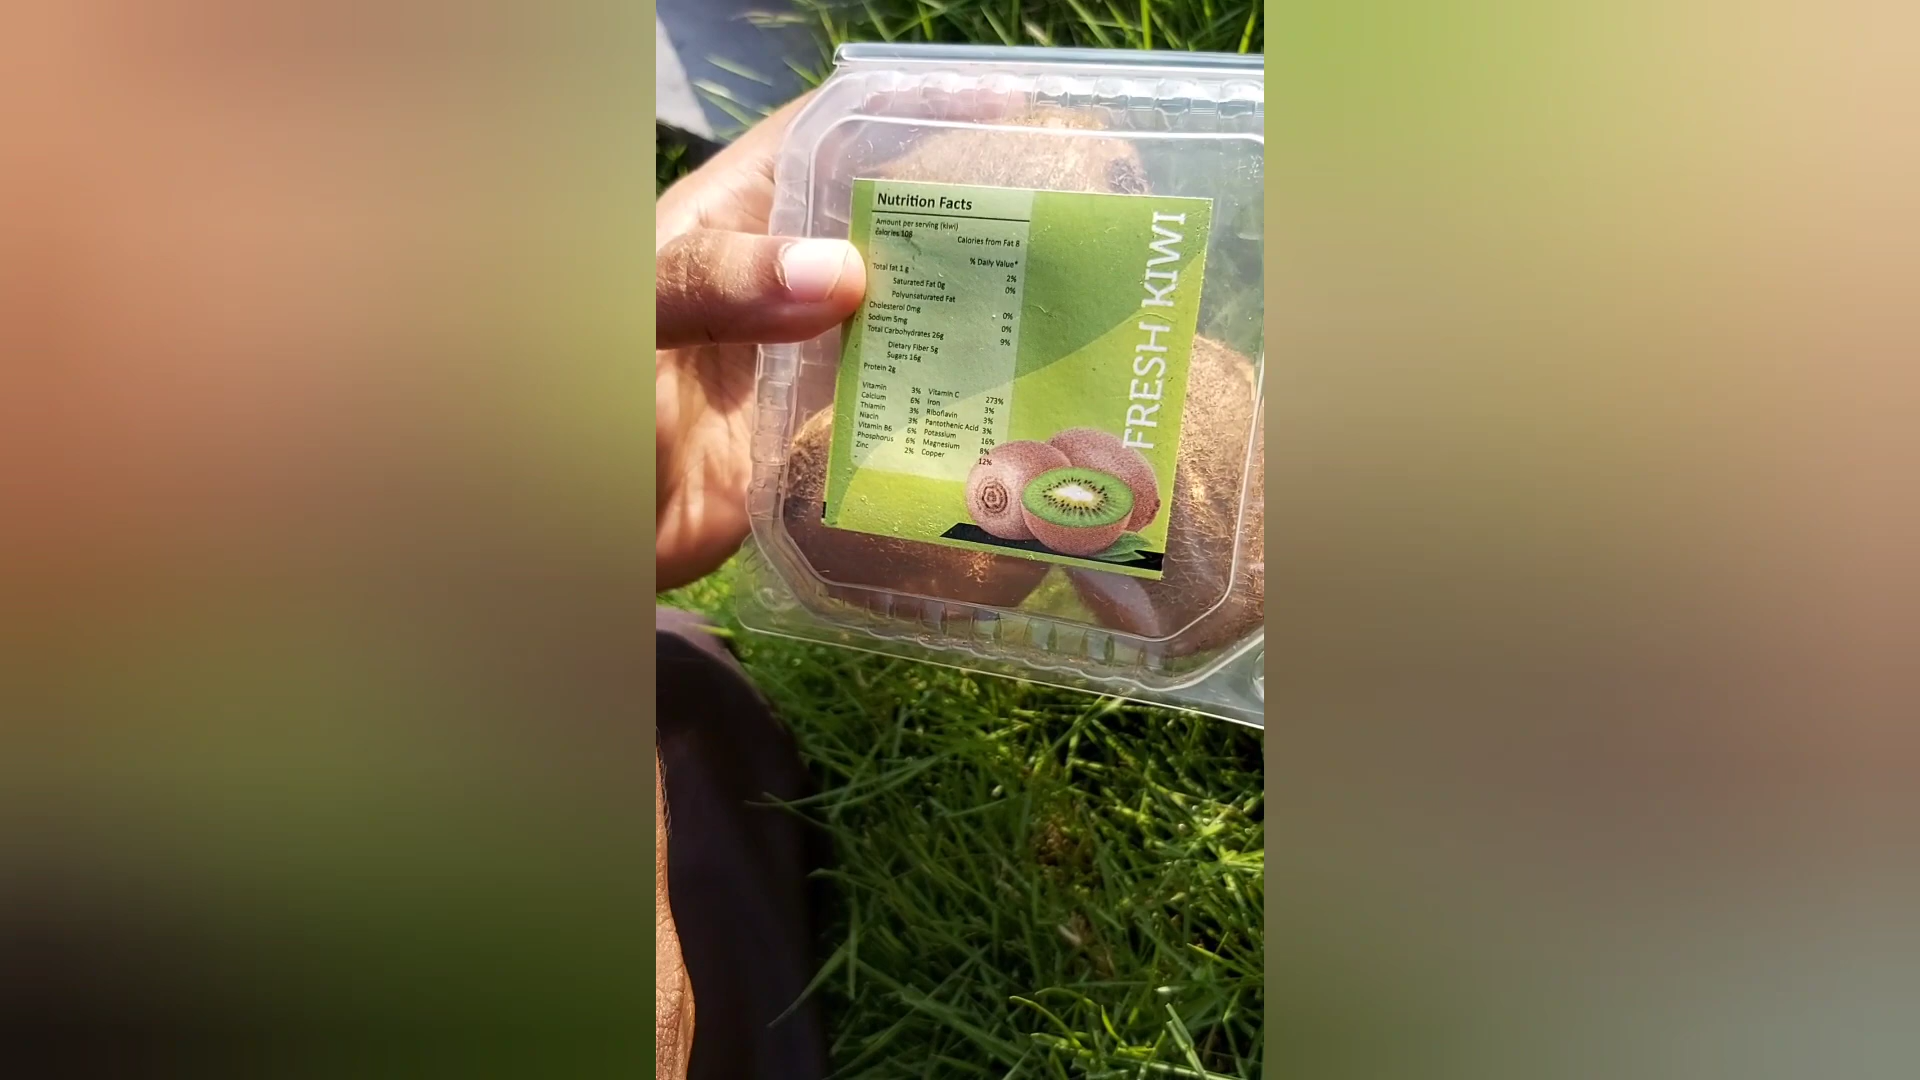 Nutrition Facts
Amount per serving (kiwi)
Calories 108 Calories from Fat 8
% Daily Value*
Total fat 1 g 2%
Saturated Fat 0g 0%
Polyunsaturated Fat
Cholesterol 0mg 0%
Sodium 5mg 0%
Total Carbohydrates 26g 9%
Dietary Fiber 5g
Sugars 16g
Protein 2g
Vitamin 3% Vitamin C 273%
Calcium 6% Iron 3%
Thiamin 3% Riboflavin 3%
Niacin 3% Pantothenic Acid 3%
Vitamin B6 6% Potassium 16%
Phosphorus 6% Magnesium 8%
Zinc 2% Copper 12%
FRESH KIWI